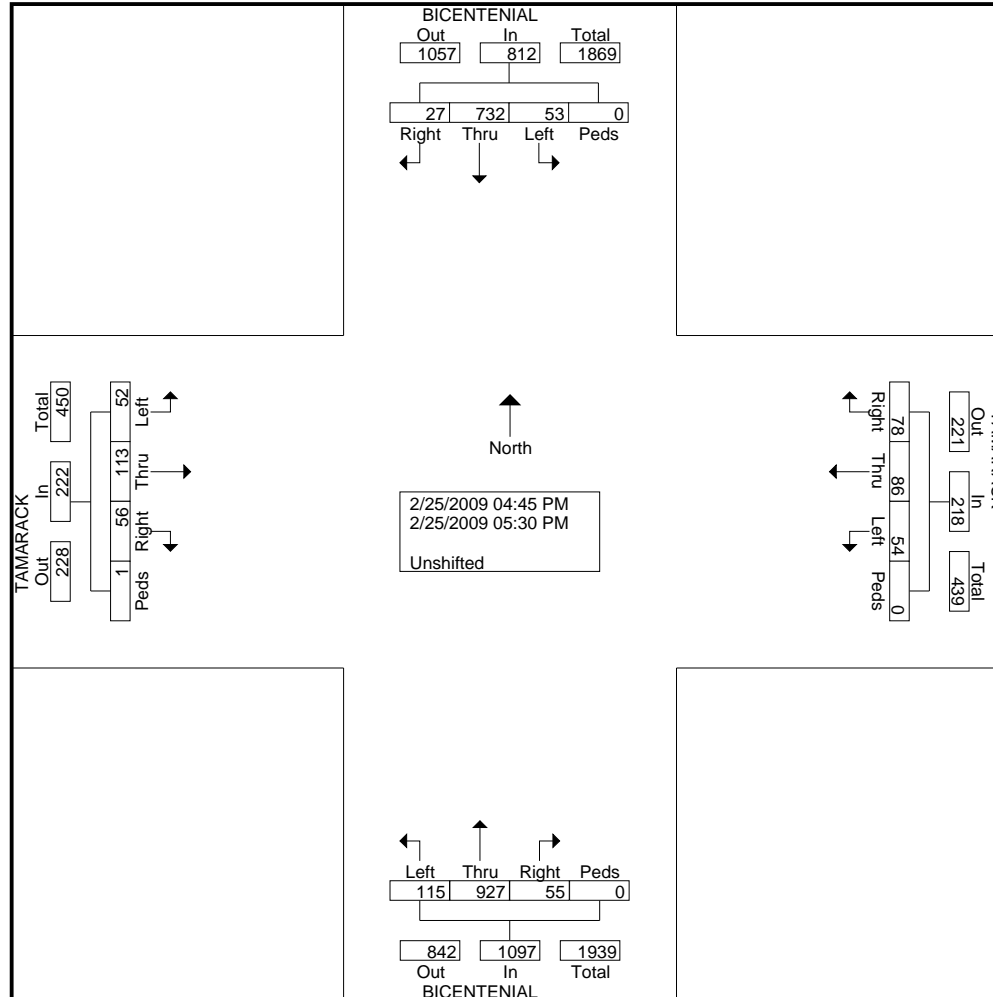 BICENTENIAL
Out In Total
1057 812 1869
27 732 53 0
Right Thru Left Peds
TAMARACK
Total In Out
450 222 228
52 113 56 1
Left Thru Right Peds
North
2/25/2009 04:45 PM
2/25/2009 05:30 PM
Unshifted
Out In Total
221 218 439
78 86 54 0
Right Thru Left Peds
Left Thru Right Peds
115 927 55 0
842 1097 1939
Out In Total
BICENTENIAL